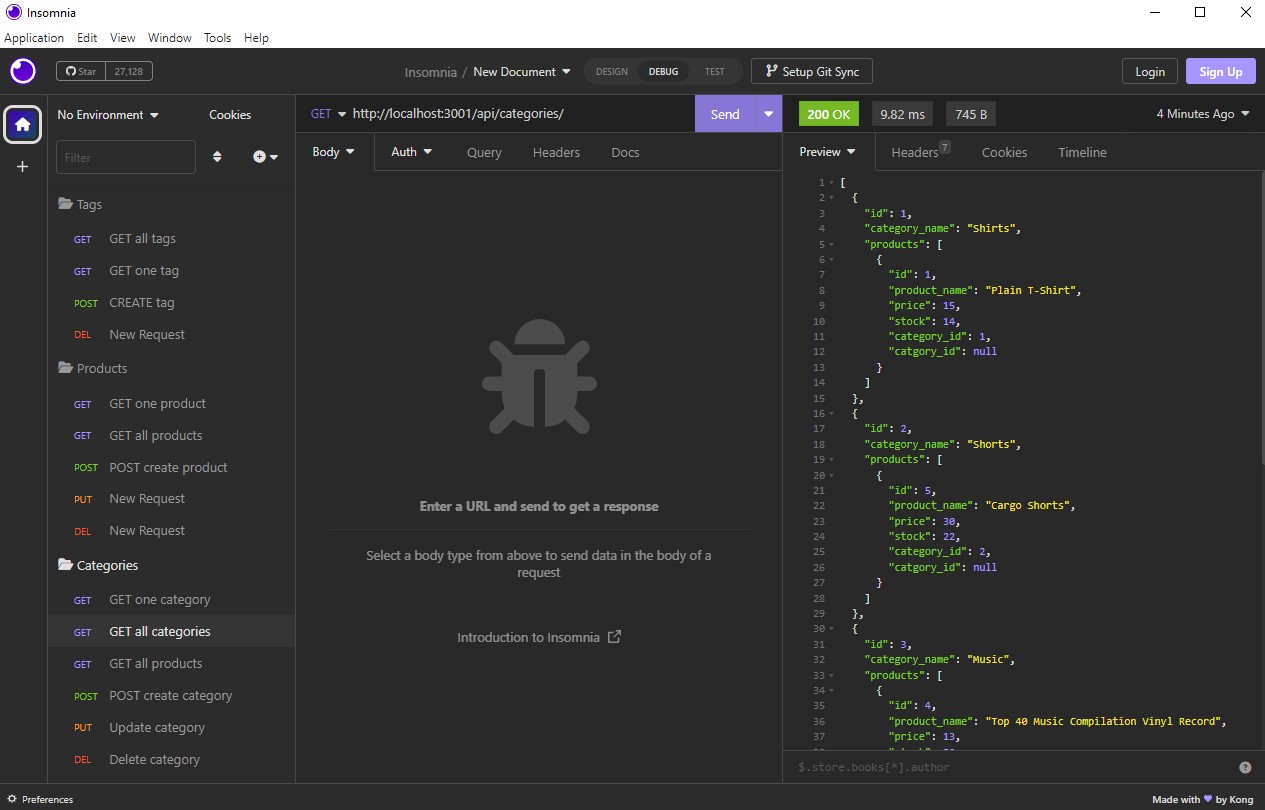 Insomnia
Application Edit View Window Tools Help
Star 27,128
Insomnia / New Document
DESIGN DEBUG TEST
Setup Git Sync
Login Sign Up
No Environment Cookies
Filter
Tags
GET GET all tags
GET GET one tag
POST CREATE tag
DEL New Request
Products
GET GET one product
GET GET all products
POST POST create product
PUT New Request
DEL New Request
Categories
GET GET one category
GET GET all categories
GET GET all products
POST POST create category
PUT Update category
DEL Delete category
GET http://localhost:3001/api/categories/ Send
Body Auth Query Headers Docs
Enter a URL and send to get a response
Select a body type from above to send data in the body of a
request
Introduction to Insomnia
200 OK 9.82 ms 745 B 4 Minutes Ago
Preview Headers 7 Cookies Timeline
1 [
2 {
3 "id": 1,
4 "category_name": "Shirts",
5 "products": [
6 {
7 "id": 1,
8 "product_name": "Plain T-Shirt",
9 "price": 15,
10 "stock": 14,
11 "category_id": 1,
12 "catgory_id": null
13 }
14 ]
15 },
16 {
17 "id": 2,
18 "category_name": "Shorts",
19 "products": [
20 {
21 "id": 5,
22 "product_name": "Cargo Shorts",
23 "price": 30,
24 "stock": 22,
25 "category_id": 2,
26 "catgory_id": null
27 }
28 ]
29 },
30 {
31 "id": 3,
32 "category_name": "Music",
33 "products": [
34 {
35 "id": 4,
36 "product_name": "Top 40 Music Compilation Vinyl Record",
37 "price": 13,
$.store.books[*].author
Preferences
Made with by Kong